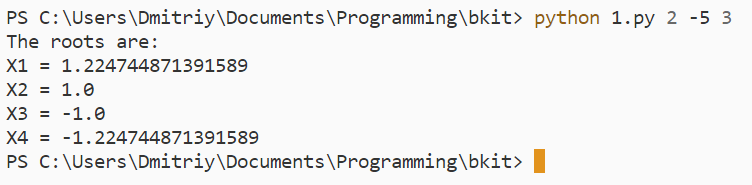 PS C:\Users\Dmitriy\Documents\Programming\bkit> python 1.py 2 -5 3
The roots are:
X1 = 1.224744871391589
X2 = 1.0
X3 = -1.0
X4 = -1.224744871391589
PS C:\Users\Dmitriy\Documents\Programming\bkit>